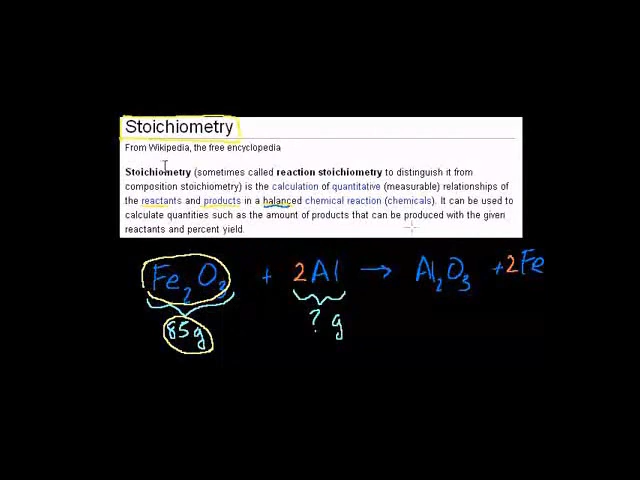 Stoichiometry
From Wikipedia, the free encyclopedia
Stoichiometry (sometimes called reaction stoichiometry to distinguish it from
composition stoichiometry) is the calculation of quantitative (measurable) relationships of
the reactants and products in a balanced chemical reaction (chemicals). It can be used to
calculate quantities such as the amount of products that can be produced with the given
reactants and percent yield.
Fe₂O₃ + 2Al → Al₂O₃ + 2Fe
85g ? g